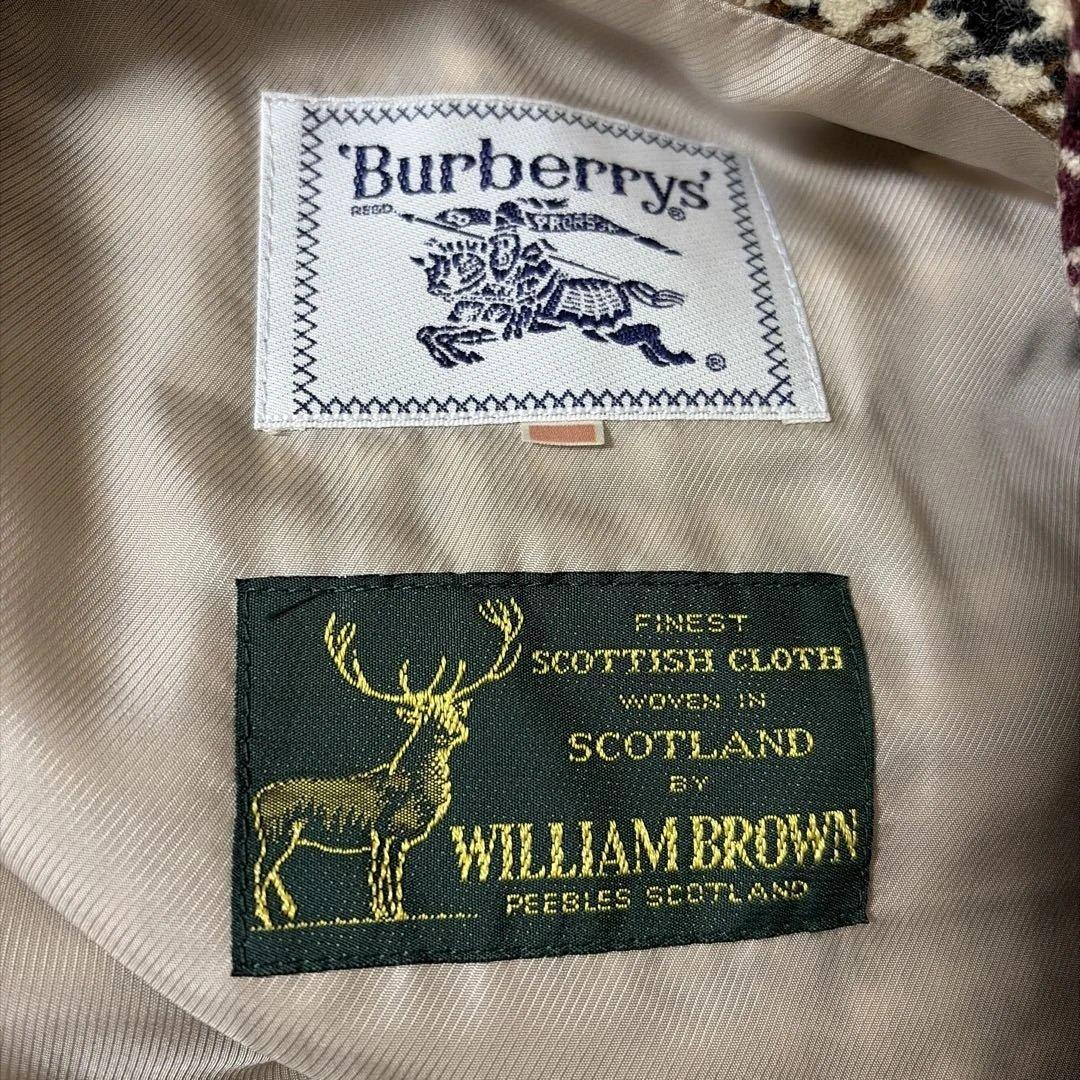 'Burberrys'®
REGD.
PRORSUM
®
FINEST
SCOTTISH CLOTH
WOVEN IN
SCOTLAND
BY
WILLIAM BROWN
PEEBLES SCOTLAND